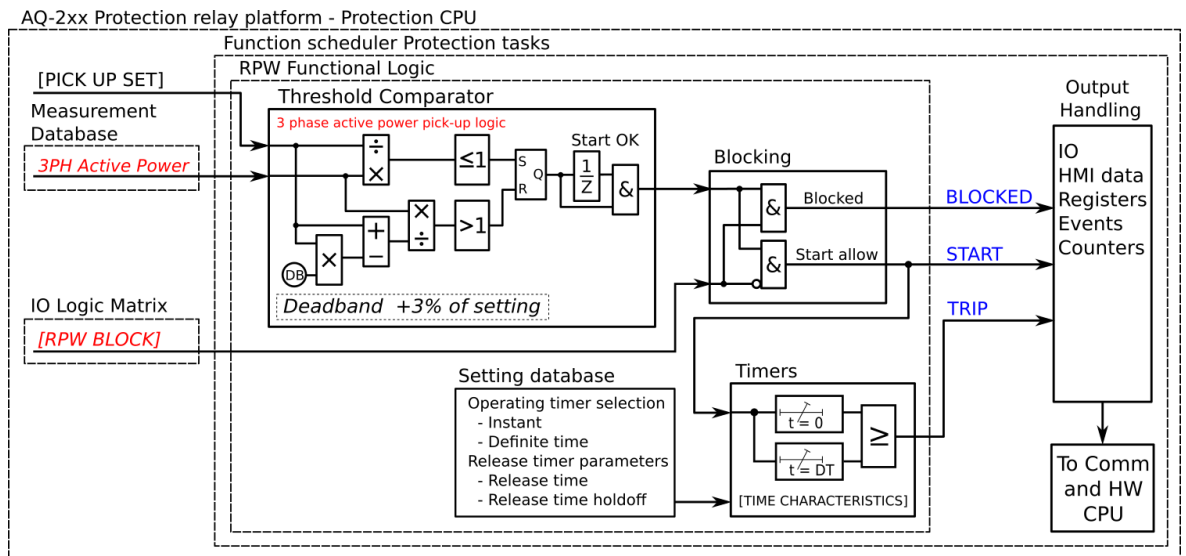 AQ-2xx Protection relay platform - Protection CPU
Function scheduler Protection tasks
RPW Functional Logic
[PICK UP SET]
Measurement
Database
3PH Active Power
Threshold Comparator
3 phase active power pick-up logic
÷
×
≤1
S
Q
R
Start OK
1
Z
&
×
÷
>1
+
−
×
DB
Deadband +3% of setting
IO Logic Matrix
[RPW BLOCK]
Blocking
&
Blocked
&
Start allow
BLOCKED
START
TRIP
Output
Handling
IO
HMI data
Registers
Events
Counters
Setting database
Operating timer selection
- Instant
- Definite time
Release timer parameters
- Release time
- Release time holdoff
Timers
t = 0
t = DT
≥
[TIME CHARACTERISTICS]
To Comm
and HW
CPU